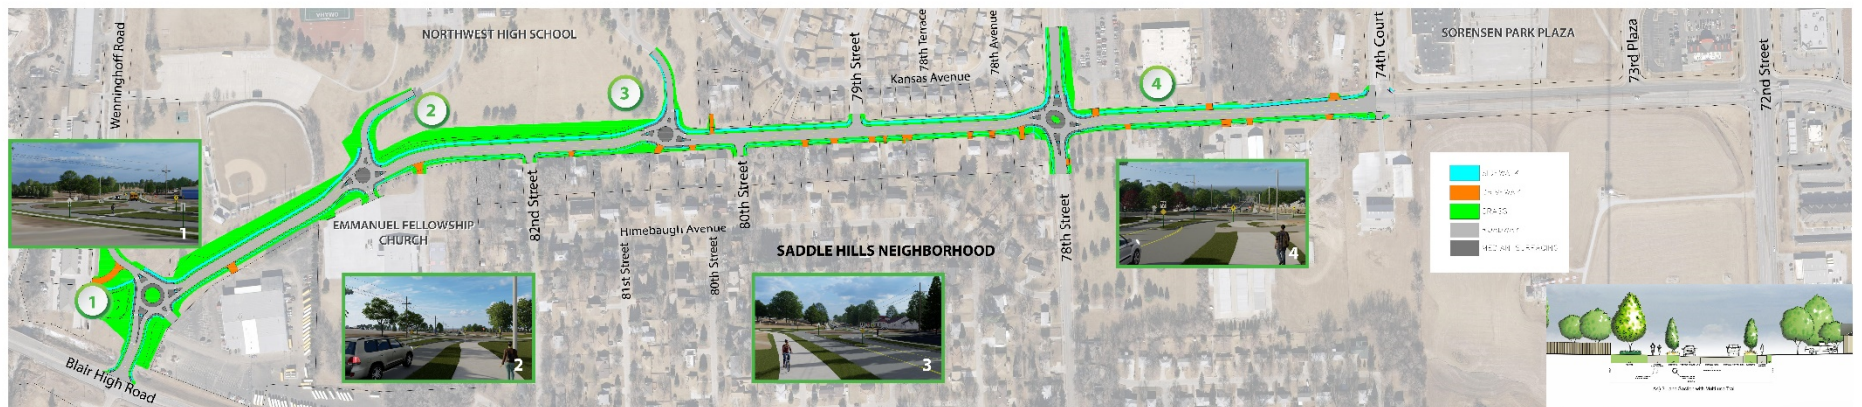 NORTHWEST HIGH SCHOOL
SORENSEN PARK PLAZA
Wenninghoff Road
79th Street
78th Terrace
78th Avenue
74th Court
73rd Plaza
72nd Street
Kansas Avenue
1
2
3
4
82nd Street
80th Street
78th Street
EMMANUEL FELLOWSHIP
CHURCH
Himebaugh Avenue
81st Street
80th Street
SADDLE HILLS NEIGHBORHOOD
Blair High Road
1
2
3
4
GRASS